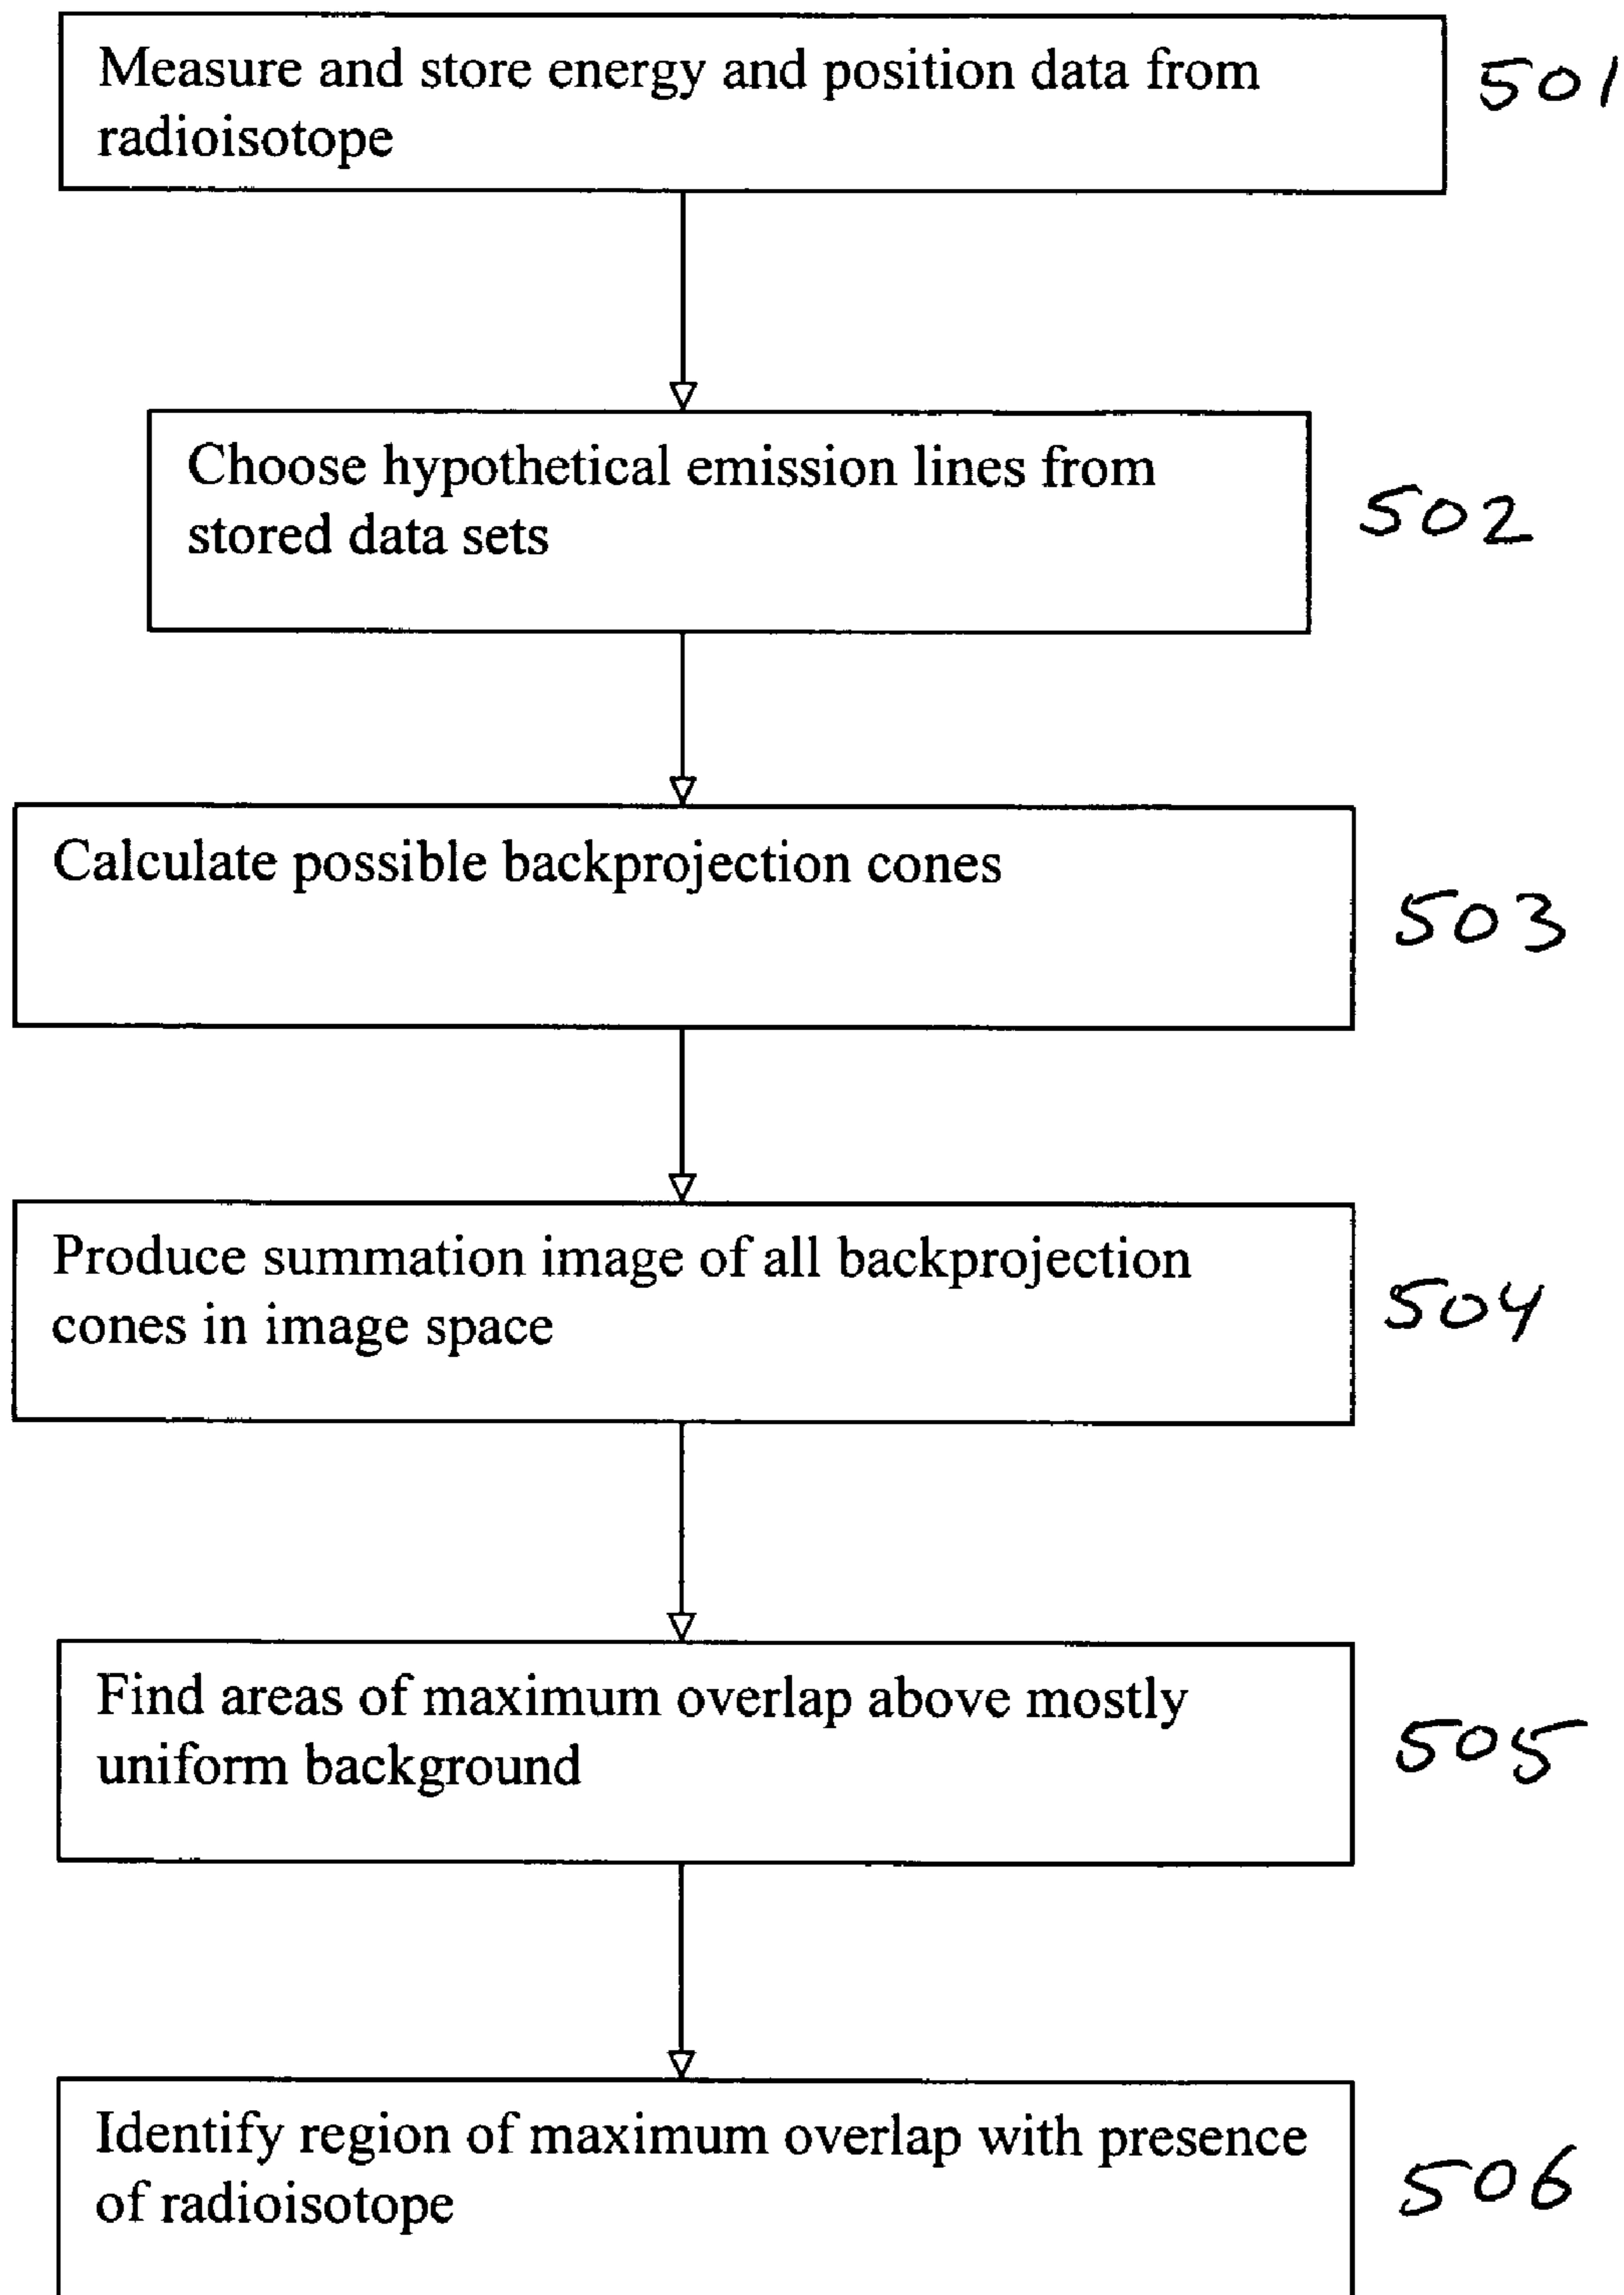 Measure and store energy and position data from
radioisotope
501
Choose hypothetical emission lines from
stored data sets
502
Calculate possible backprojection cones
503
Produce summation image of all backprojection
cones in image space
504
Find areas of maximum overlap above mostly
uniform background
505
Identify region of maximum overlap with presence
of radioisotope
506